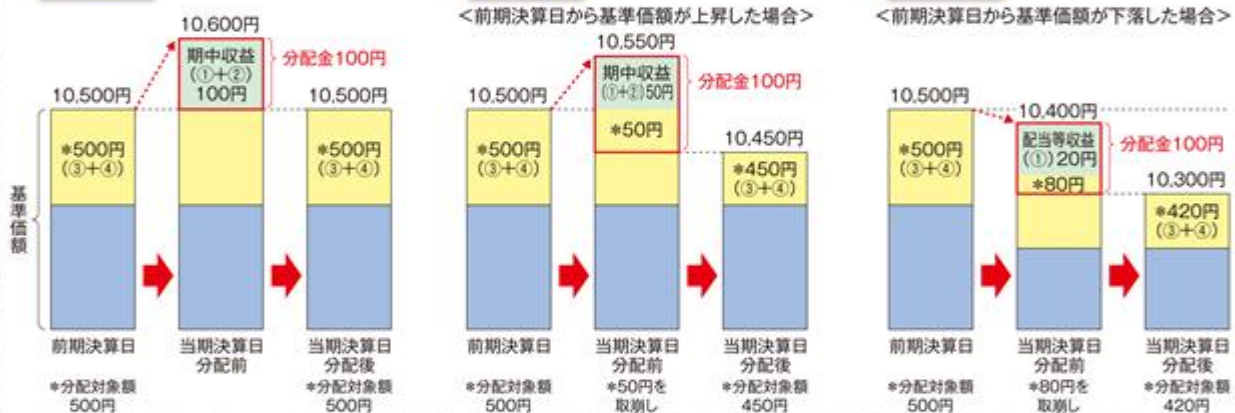 10,600円
期中収益
(①+②)
100円
分配金100円
10,500円
10,500円
*500円
(③+④)
*500円
(③+④)
基準価額
前期決算日
当期決算日
分配前
当期決算日
分配後
*分配対象額
500円
*分配対象額
500円
<前期決算日から基準価額が上昇した場合>
10,550円
期中収益
(①+②)50円
分配金100円
10,500円
*50円
10,450円
*500円
(③+④)
*450円
(③+④)
前期決算日
当期決算日
分配前
当期決算日
分配後
*分配対象額
500円
*50円を
取崩し
*分配対象額
450円
<前期決算日から基準価額が下落した場合>
10,500円
10,400円
配当等収益
(①)20円
分配金100円
*80円
10,300円
*500円
(③+④)
*420円
(③+④)
前期決算日
当期決算日
分配前
当期決算日
分配後
*分配対象額
500円
*80円を
取崩し
*分配対象額
420円